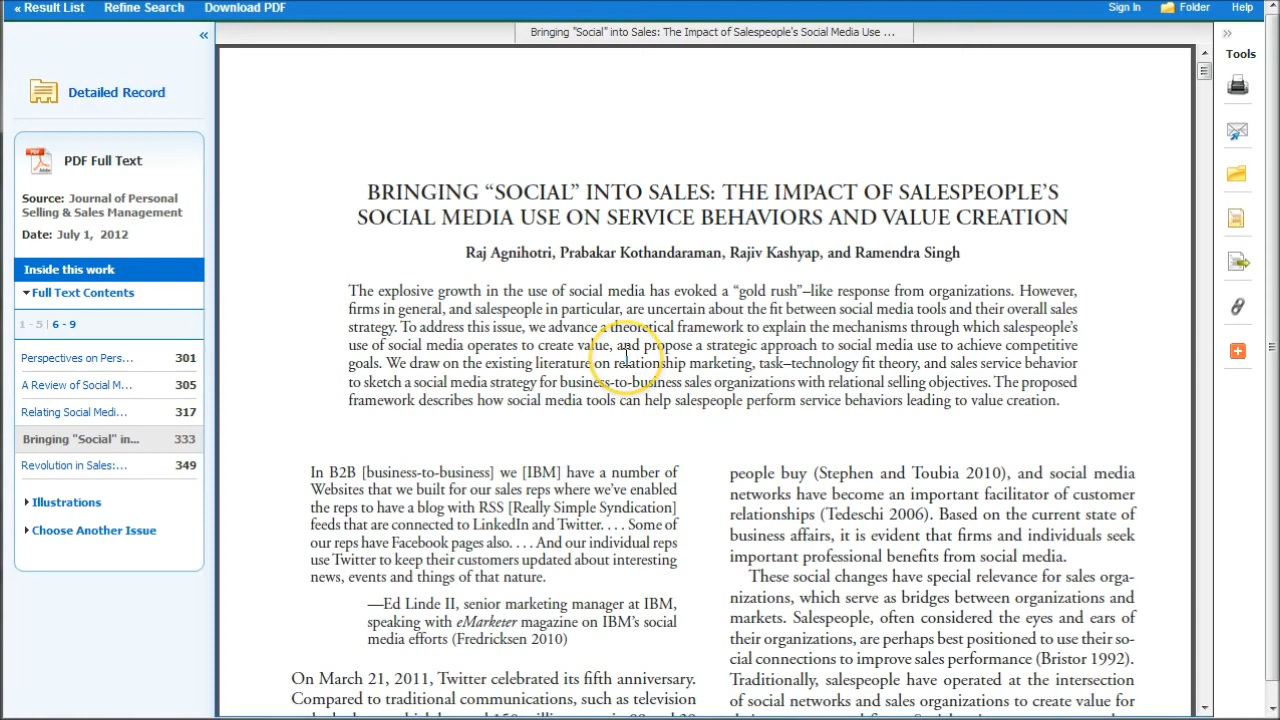 « Result List Refine Search Download PDF Sign In Folder Help
« Bringing "Social" into Sales: The Impact of Salespeople's Social Media Use ... »
Tools
Detailed Record
PDF Full Text
Source: Journal of Personal
Selling & Sales Management
Date: July 1, 2012
Inside this work
Full Text Contents
1 - 5 | 6 - 9
Perspectives on Pers... 301
A Review of Social M... 305
Relating Social Medi... 317
Bringing "Social" in... 333
Revolution in Sales:... 349
Illustrations
Choose Another Issue
BRINGING “SOCIAL” INTO SALES: THE IMPACT OF SALESPEOPLE’S
SOCIAL MEDIA USE ON SERVICE BEHAVIORS AND VALUE CREATION
Raj Agnihotri, Prabakar Kothandaraman, Rajiv Kashyap, and Ramendra Singh
The explosive growth in the use of social media has evoked a “gold rush”–like response from organizations. However,
firms in general, and salespeople in particular, are uncertain about the fit between social media tools and their overall sales
strategy. To address this issue, we advance a theoretical framework to explain the mechanisms through which salespeople’s
use of social media operates to create value, and propose a strategic approach to social media use to achieve competitive
goals. We draw on the existing literature on relationship marketing, task–technology fit theory, and sales service behavior
to sketch a social media strategy for business-to-business sales organizations with relational selling objectives. The proposed
framework describes how social media tools can help salespeople perform service behaviors leading to value creation.
In B2B [business-to-business] we [IBM] have a number of
Websites that we built for our sales reps where we’ve enabled
the reps to have a blog with RSS [Really Simple Syndication]
feeds that are connected to LinkedIn and Twitter. . . . Some of
our reps have Facebook pages also. . . . And our individual reps
use Twitter to keep their customers updated about interesting
news, events and things of that nature.
—Ed Linde II, senior marketing manager at IBM,
speaking with eMarketer magazine on IBM’s social
media efforts (Fredricksen 2010)
On March 21, 2011, Twitter celebrated its fifth anniversary.
Compared to traditional communications, such as television
people buy (Stephen and Toubia 2010), and social media
networks have become an important facilitator of customer
relationships (Tedeschi 2006). Based on the current state of
business affairs, it is evident that firms and individuals seek
important professional benefits from social media.
These social changes have special relevance for sales orga-
nizations, which serve as bridges between organizations and
markets. Salespeople, often considered the eyes and ears of
their organizations, are perhaps best positioned to use their so-
cial connections to improve sales performance (Bristor 1992).
Traditionally, salespeople have operated at the intersection
of social networks and sales organizations to create value for